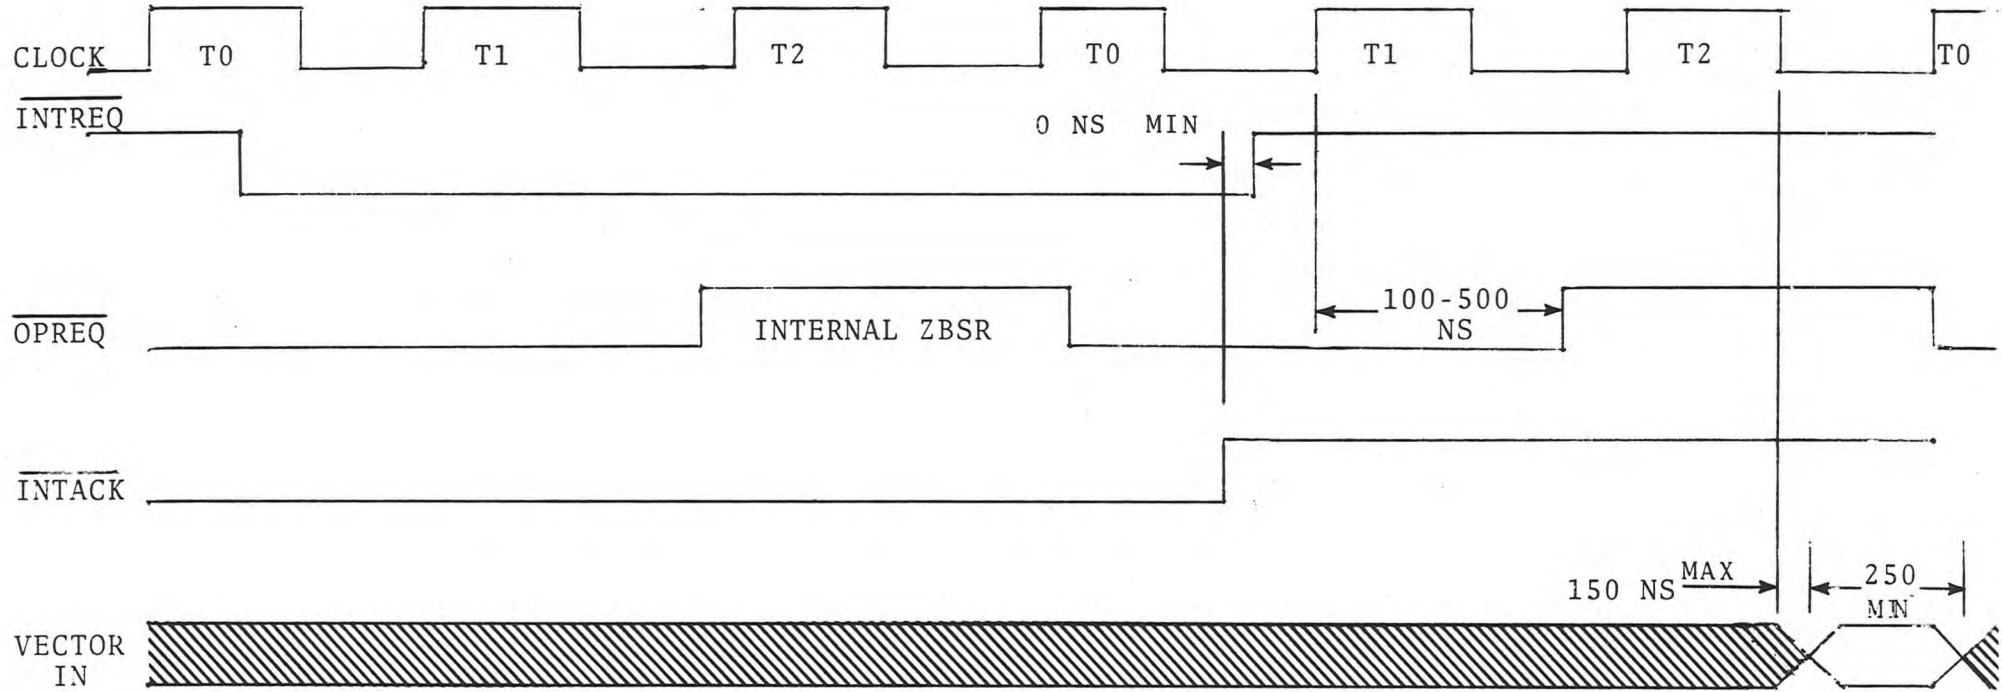 CLOCK T0 T1 T2 T0 T1 T2 T0
INTREQ
0 NS MIN
OPREQ
INTERNAL ZBSR
100-500
NS
INTACK
150 NS MAX
250
MIN
VECTOR
IN